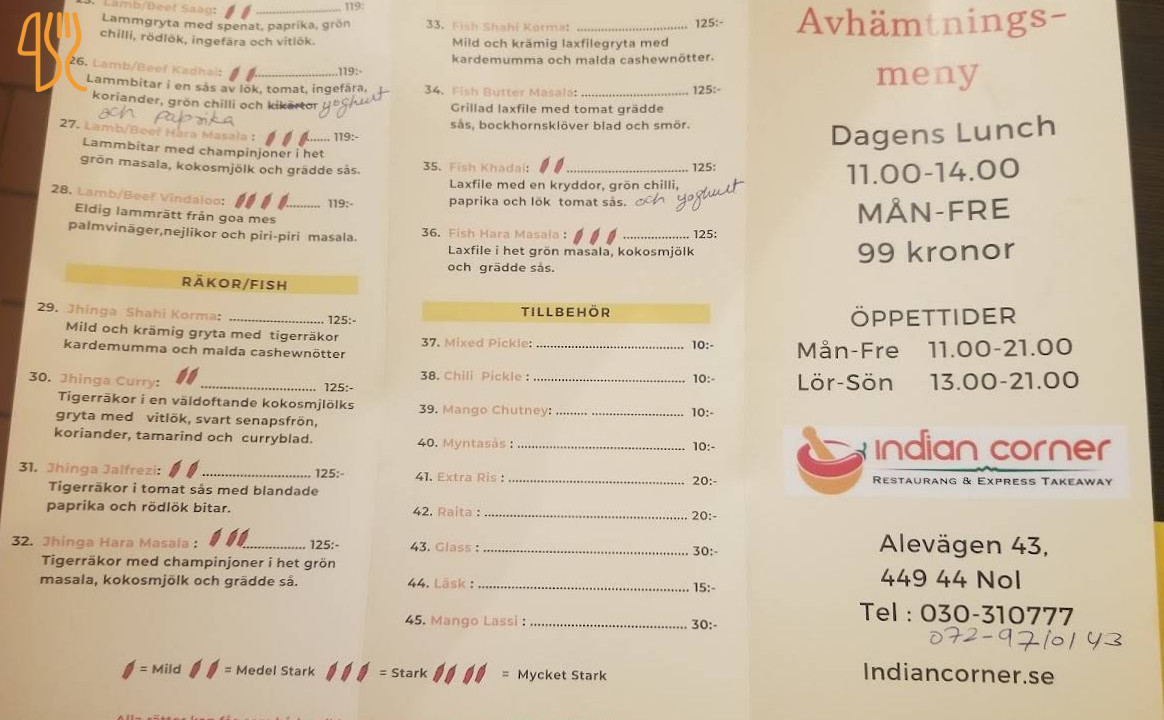 25. Lamb/Beef Saag: .......................... 119:
Lammgryta med spenat, paprika, grön
chilli, rödlök, ingefära och vitlök.
26. Lamb/Beef Kadhai: .........................119:-
Lammbitar i en sås av lök, tomat, ingefära,
koriander, grön chilli och kikärtor yoghurt
och paprika
27. Lamb/Beef Hara Masala : ....... 119:-
Lammbitar med champinjoner i het
grön masala, kokosmjölk och grädde sås.
28. Lamb/Beef Vindaloo: .......... 119:-
Eldig lammrätt från goa mes
palmvinäger,nejlikor och piri-piri masala.
RÄKOR/FISH
29. Jhinga Shahi Korma: ........................... 125:-
Mild och krämig gryta med tigerräkor
kardemumma och malda cashewnötter
30. Jhinga Curry: ................................. 125:-
Tigerräkor i en väldoftande kokosmjlölks
gryta med vitlök, svart senapsfrön,
koriander, tamarind och curryblad.
31. Jhinga Jalfrezi: ................................ 125:-
Tigerräkor i tomat sås med blandade
paprika och rödlök bitar.
32. Jhinga Hara Masala : .................. 125:-
Tigerräkor med champinjoner i het grön
masala, kokosmjölk och grädde så.
33. Fish Shahi Korma: ................................ 125:-
Mild och krämig laxfilegryta med
kardemumma och malda cashewnötter.
34. Fish Butter Masala: ................................ 125:-
Grillad laxfile med tomat grädde
sås, bockhornsklöver blad och smör.
35. Fish Khadai: ................................... 125:
Laxfile med en kryddor, grön chilli,
paprika och lök tomat sås. och yoghurt
36. Fish Hara Masala : ................... 125:
Laxfile i het grön masala, kokosmjölk
och grädde sås.
TILLBEHÖR
37. Mixed Pickle: .......................................... 10:-
38. Chili Pickle : ............................................ 10:-
39. Mango Chutney: ......... .......................... 10:-
40. Myntasås : ................................................ 10:-
41. Extra Ris : .................................................. 20:-
42. Raita : ......................................................... 20:-
43. Glass : ......................................................... 30:-
44. Läsk : ........................................................... 15:-
45. Mango Lassi : ............................................ 30:-
= Mild = Medel Stark = Stark = Mycket Stark
Avhämtnings-
meny
Dagens Lunch
11.00-14.00
MÅN-FRE
99 kronor
ÖPPETTIDER
Mån-Fre 11.00-21.00
Lör-Sön 13.00-21.00
indian corner
RESTAURANG & EXPRESS TAKEAWAY
Alevägen 43,
449 44 Nol
Tel : 030-310777
072-9710143
Indiancorner.se